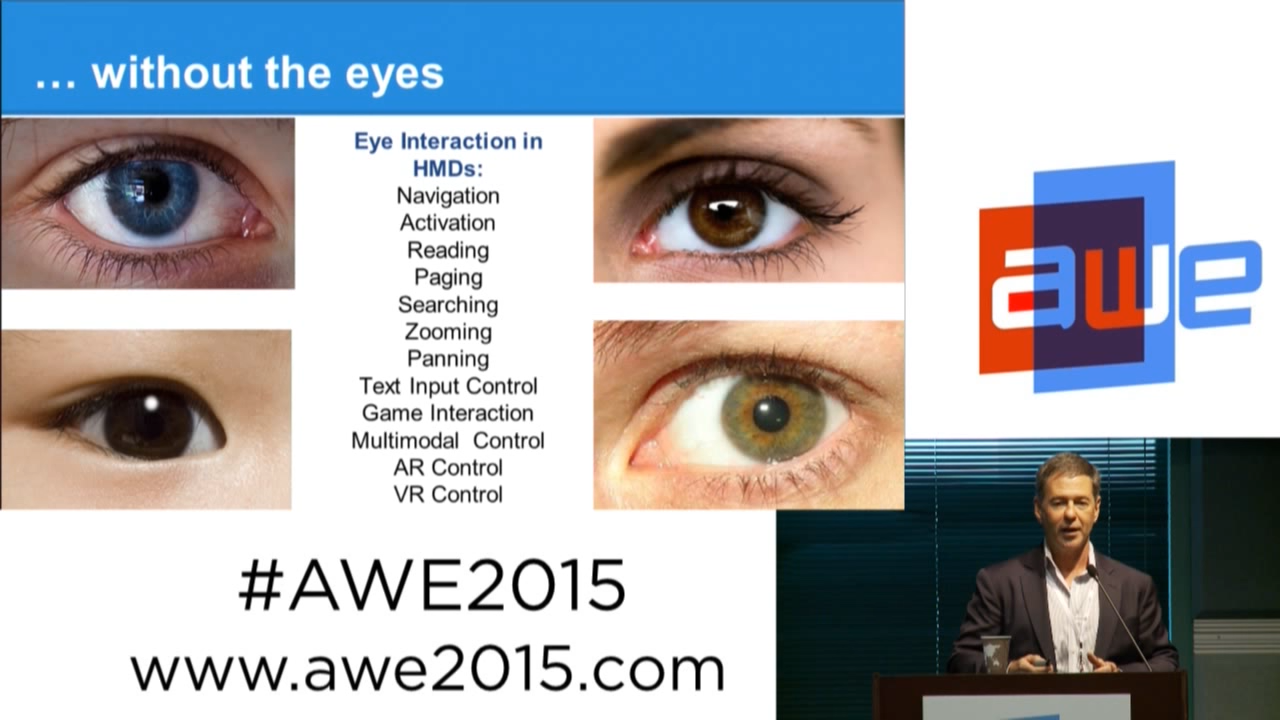 … without the eyes
Eye Interaction in
HMDs:
Navigation
Activation
Reading
Paging
Searching
Zooming
Panning
Text Input Control
Game Interaction
Multimodal Control
AR Control
VR Control
awe
#AWE2015
www.awe2015.com